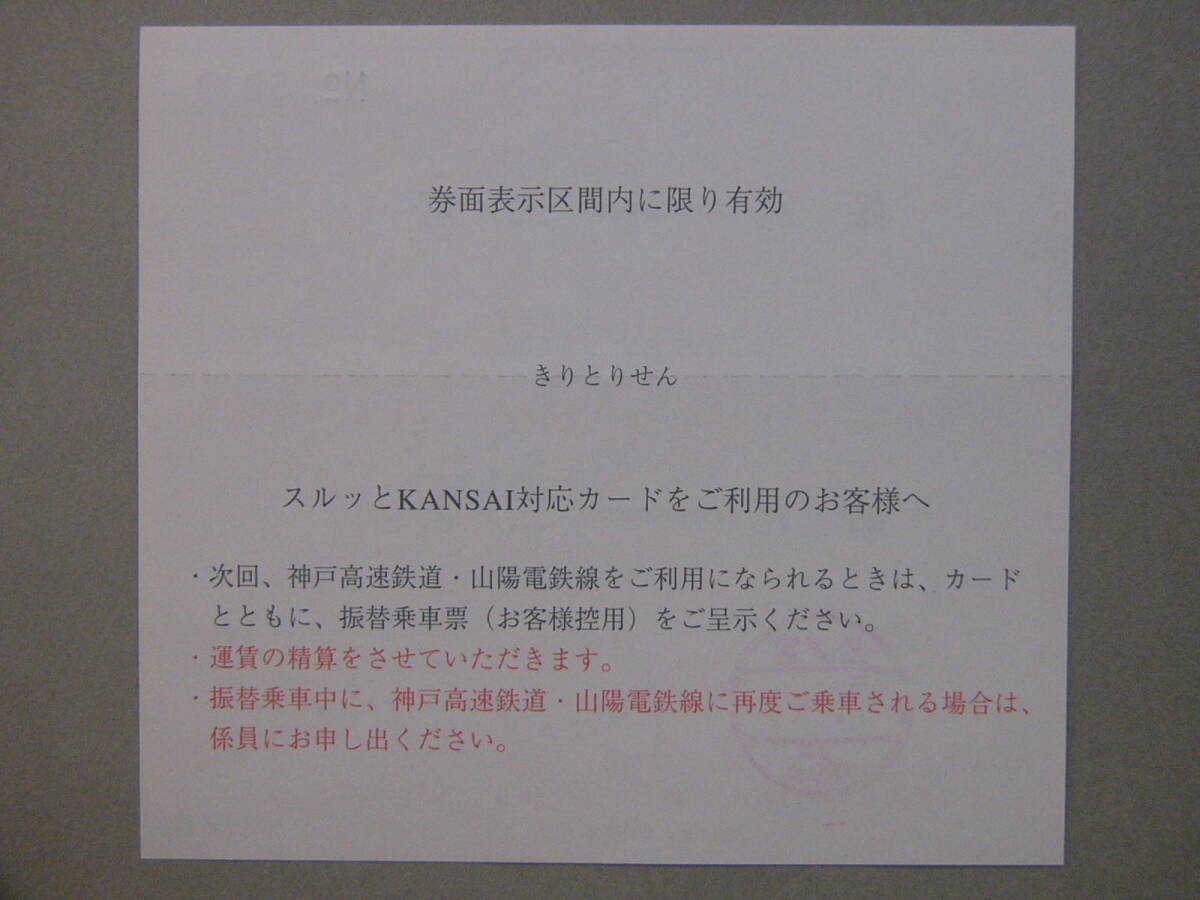 券面表示区間内に限り有効
きりとりせん
スルッとKANSAI対応カードをご利用のお客様へ
・次回、神戸高速鉄道・山陽電鉄線をご利用になられるときは、カード
とともに、振替乗車票（お客様控用）をご呈示ください。
・運賃の精算をさせていただきます。
・振替乗車中に、神戸高速鉄道・山陽電鉄線に再度ご乗車される場合は、
係員にお申し出ください。